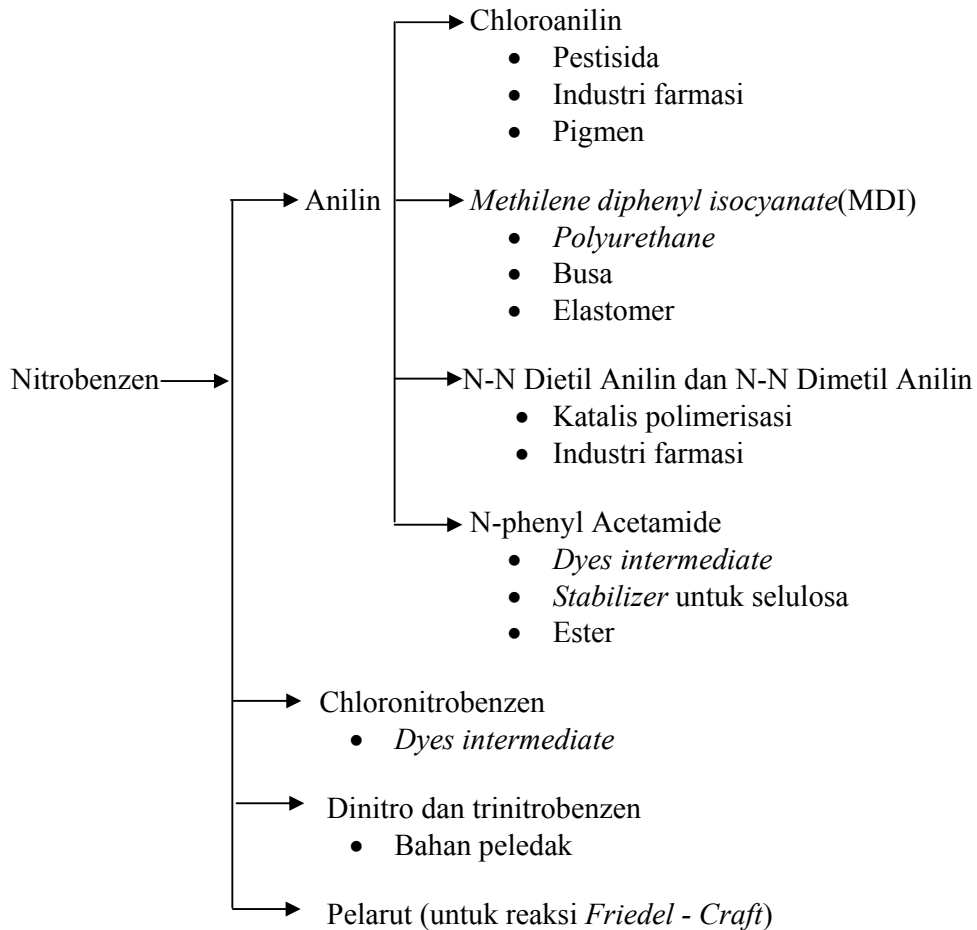 Chloroanilin
• Pestisida
• Industri farmasi
• Pigmen
Anilin
Methilene diphenyl isocyanate(MDI)
• Polyurethane
• Busa
• Elastomer
Nitrobenzen
N-N Dietil Anilin dan N-N Dimetil Anilin
• Katalis polimerisasi
• Industri farmasi
N-phenyl Acetamide
• Dyes intermediate
• Stabilizer untuk selulosa
• Ester
Chloronitrobenzen
• Dyes intermediate
Dinitro dan trinitrobenzen
• Bahan peledak
Pelarut (untuk reaksi Friedel - Craft)